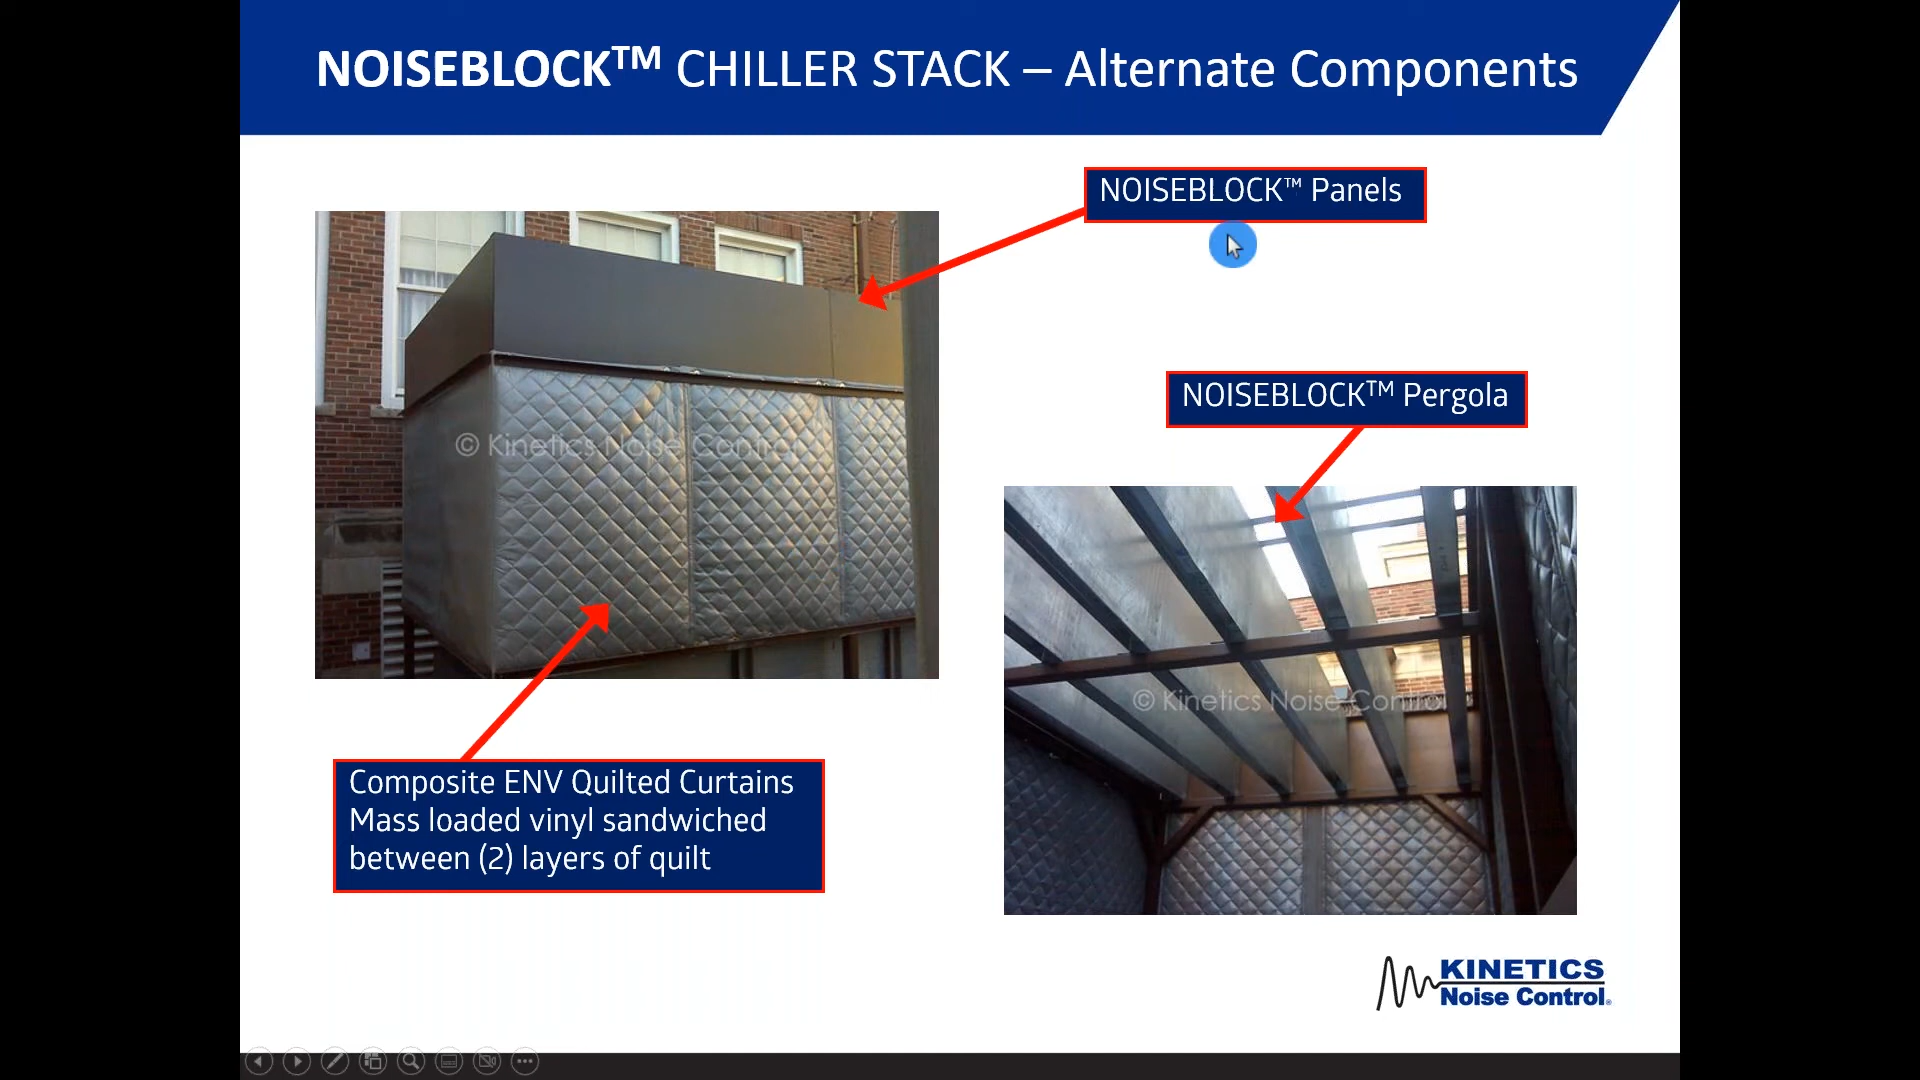 NOISEBLOCK™ CHILLER STACK – Alternate Components
NOISEBLOCK™ Panels
© Kinetics Noise Control
NOISEBLOCK™ Pergola
© Kinetics Noise Control
Composite ENV Quilted Curtains
Mass loaded vinyl sandwiched
between (2) layers of quilt
KINETICS
Noise Control®